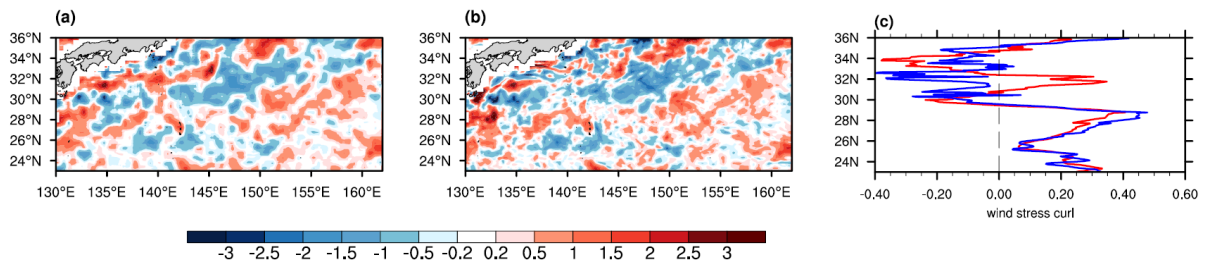 (a)
(b)
(c)
36°N
34°N
32°N
30°N
28°N
26°N
24°N
130°E 135°E 140°E 145°E 150°E 155°E 160°E
36°N
34°N
32°N
30°N
28°N
26°N
24°N
130°E 135°E 140°E 145°E 150°E 155°E 160°E
36N
34N
32N
30N
28N
26N
24N
-0.40 -0.20 0.00 0.20 0.40 0.60
wind stress curl
-3 -2.5 -2 -1.5 -1 -0.5 -0.2 0.2 0.5 1 1.5 2 2.5 3